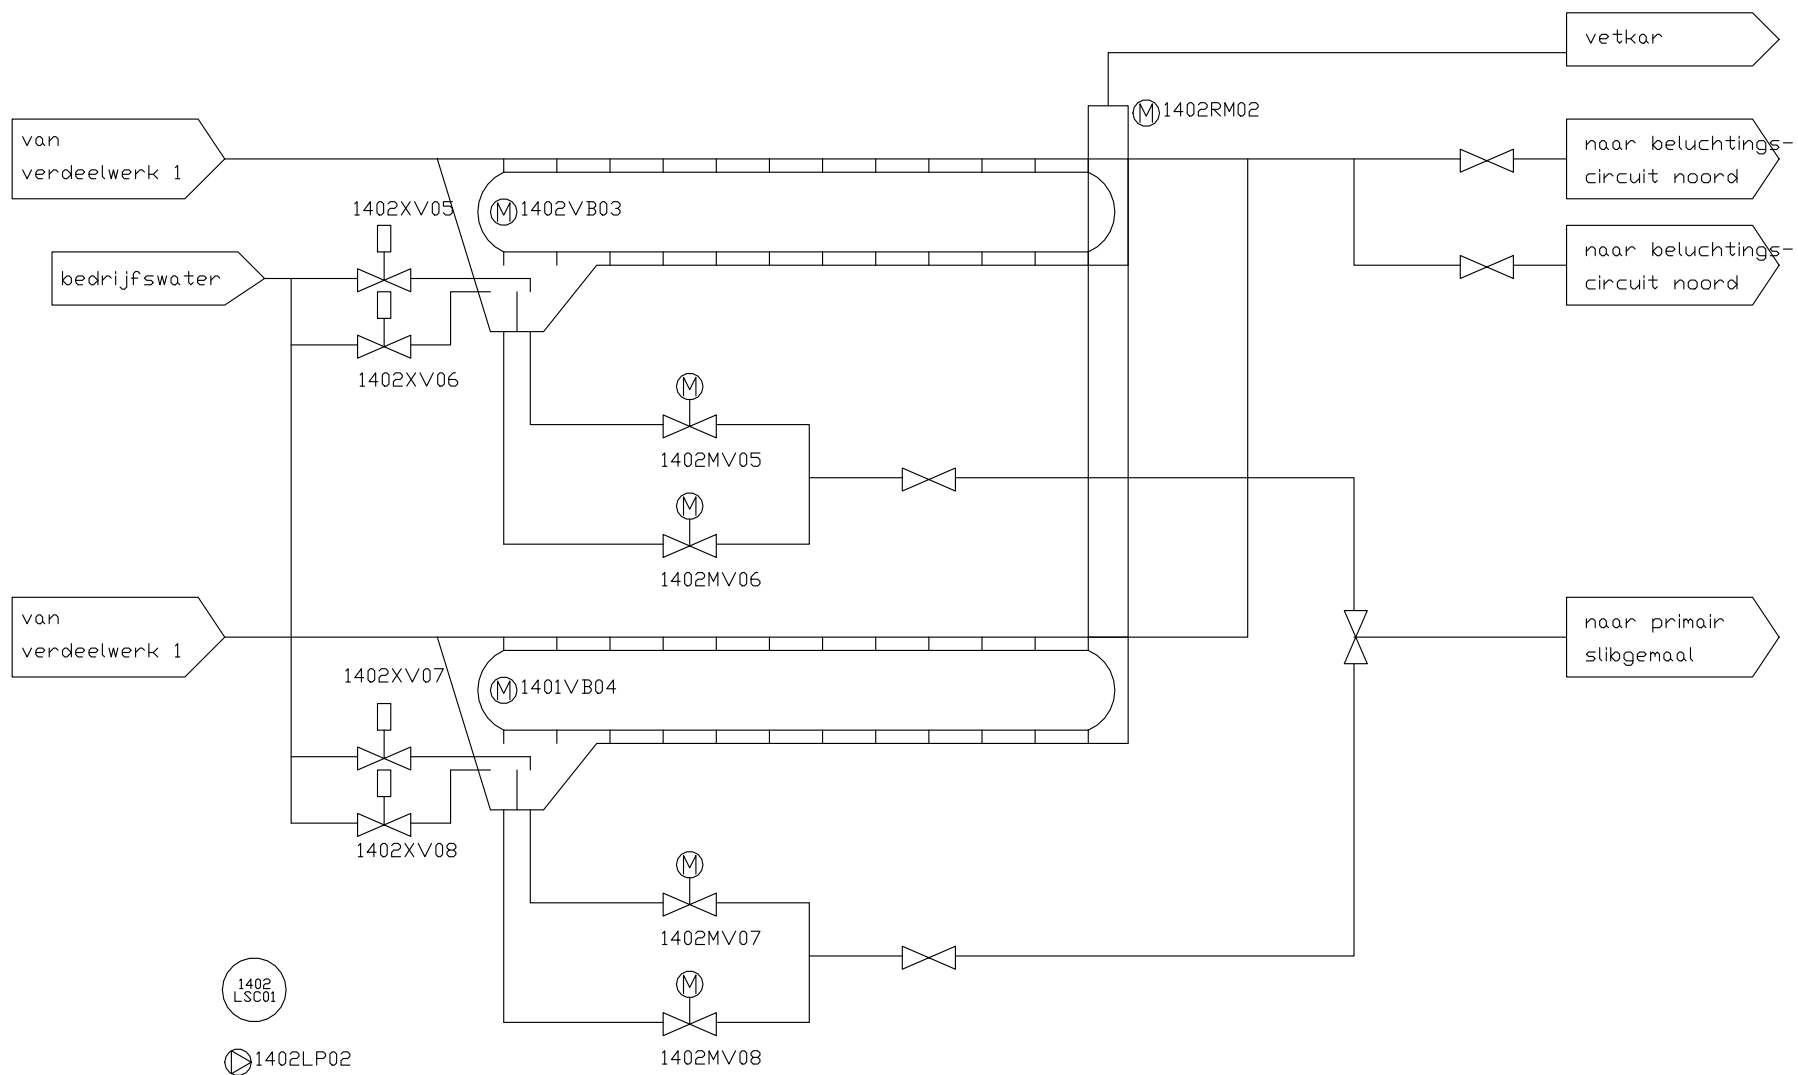 vetkar
M 1402RM02
van
verdeelwerk 1
naar beluchtings-
circuit noord
1402XV05
M 1402VB03
naar beluchtings-
circuit noord
bedrijfswater
1402XV06
M
1402MV05
M
1402MV06
van
verdeelwerk 1
naar primair
slibgemaal
1402XV07
M 1401VB04
1402XV08
M
1402MV07
M
1402MV08
1402
LSC01
1402LP02